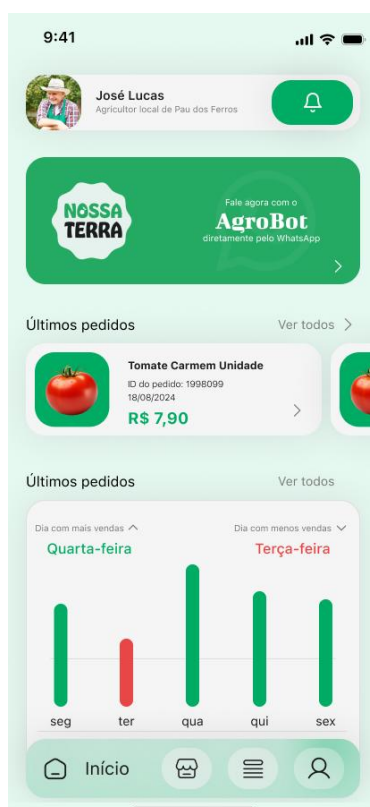 9:41
José Lucas
Agricultor local de Pau dos Ferros
NOSSA
TERRA
Fale agora com o
AgroBot
diretamente pelo WhatsApp
Últimos pedidos
Ver todos
Tomate Carmem Unidade
ID do pedido: 1998099
18/08/2024
R$ 7,90
Últimos pedidos
Ver todos
Dia com mais vendas
Dia com menos vendas
Quarta-feira
Terça-feira
seg ter qua qui sex
Início